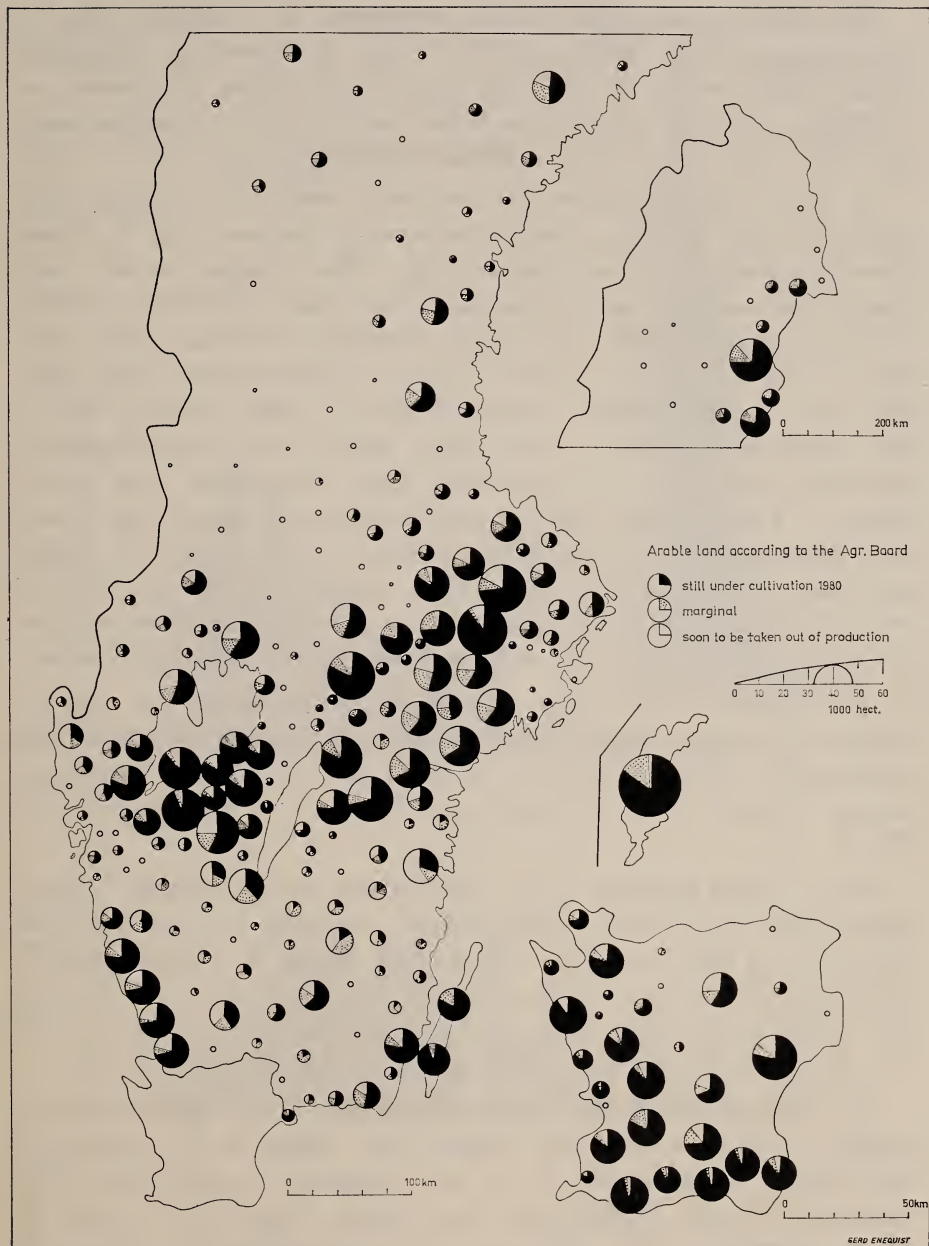 0 200 km
Arable land according to the Agr. Board
still under cultivation 1980
marginal
soon to be taken out of production
0 10 20 30 40 50 60
1000 hect.
0 100 km
0 50 km
GERD ENEQUIST